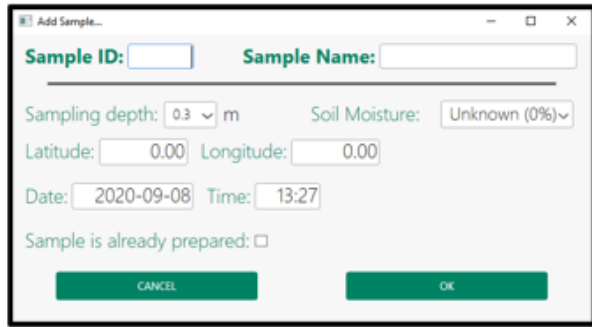 Add Sample...
Sample ID: Sample Name:
Sampling depth: 0.3 m Soil Moisture: Unknown (0%)
Latitude: 0.00 Longitude: 0.00
Date: 2020-09-08 Time: 13:27
Sample is already prepared:
CANCEL OK